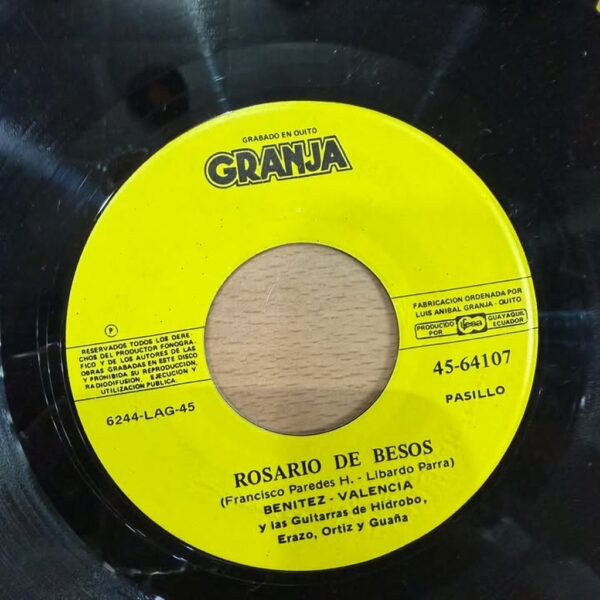 GRABADO EN QUITO
GRANJA
FABRICACION ORDENADA POR
LUIS ANIBAL GRANJA - QUITO
PRODUCIDO
POR
ifesa
GUAYAQUIL
ECUADOR
P
RESERVADOS TODOS LOS DERE-
CHOS DEL PRODUCTOR FONOGRA-
FICO Y DE LOS AUTORES DE LAS
OBRAS GRABADAS EN ESTE DISCO
Y PROHIBIDA SU REPRODUCCION,
RADIODIFUSION, EJECUCION Y
UTILIZACION PUBLICA.
45-64107
PASILLO
6244-LAG-45
ROSARIO DE BESOS
(Francisco Paredes H. - Libardo Parra)
BENITEZ - VALENCIA
y las Guitarras de Hidrobo,
Erazo, Ortiz y Guaña